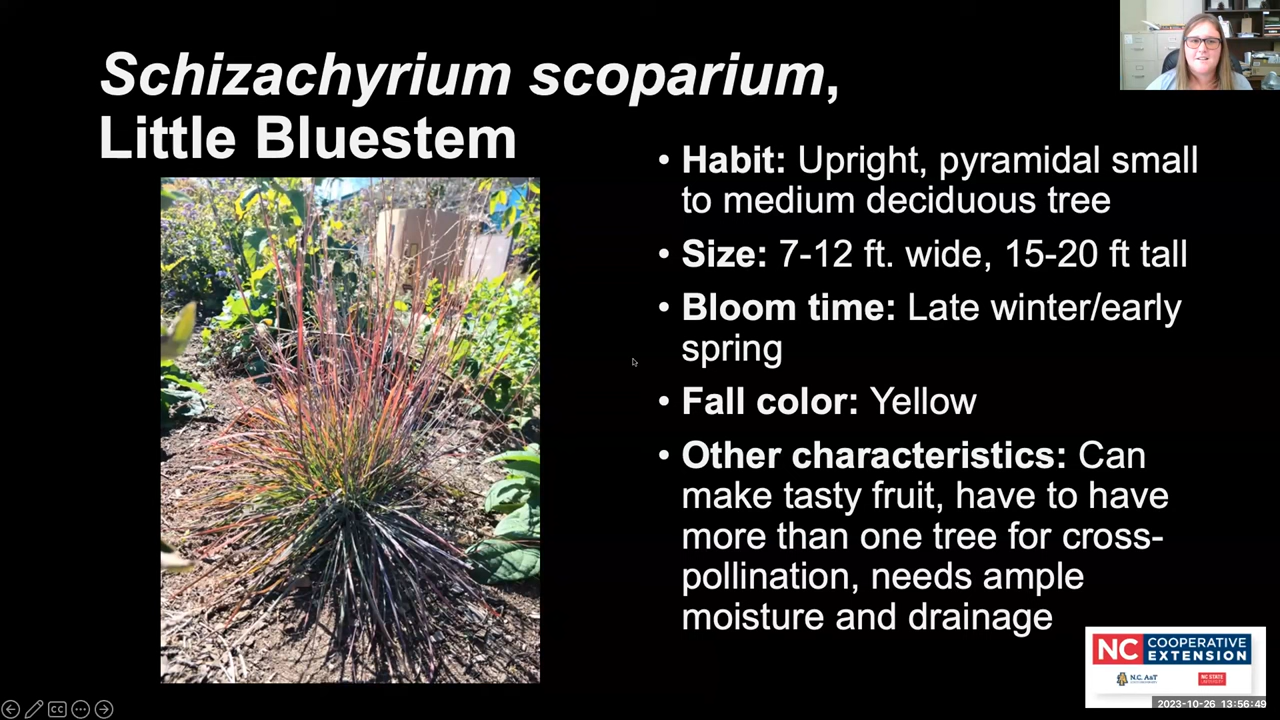 Schizachyrium scoparium,
Little Bluestem
• Habit: Upright, pyramidal small
to medium deciduous tree
• Size: 7-12 ft. wide, 15-20 ft tall
• Bloom time: Late winter/early
spring
• Fall color: Yellow
• Other characteristics: Can
make tasty fruit, have to have
more than one tree for cross-
pollination, needs ample
moisture and drainage
NC COOPERATIVE
EXTENSION
N.C. A&T
NC STATE
CC
2023-10-26 13:56:49